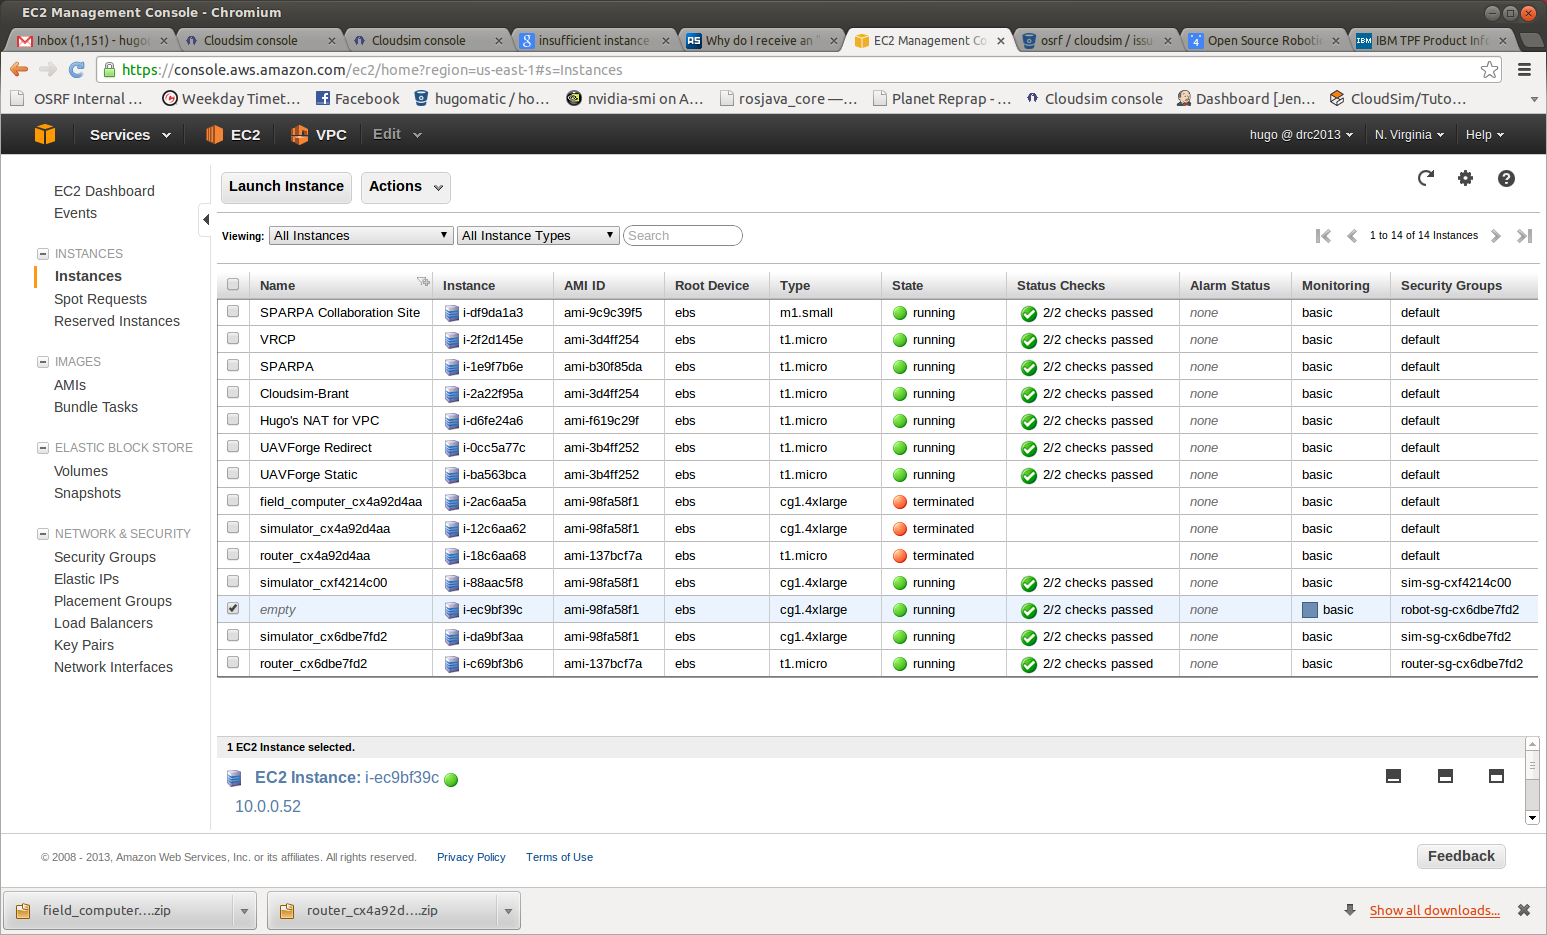 EC2 Management Console - Chromium
Inbox (1,151) - hugo
Cloudsim console
Cloudsim console
insufficient instance
Why do I receive an "
EC2 Management Co
osrf / cloudsim / issu
Open Source Roboti
IBM TPF Product Info
https://console.aws.amazon.com/ec2/home?region=us-east-1#s=Instances
OSRF Internal ...
Weekday Timet...
Facebook
hugomatic / ho...
nvidia-smi on A...
rosjava_core —...
Planet Reprap - ...
Cloudsim console
Dashboard [Jen...
CloudSim/Tuto...
Services
EC2
VPC
Edit
hugo @ drc2013
N. Virginia
Help
EC2 Dashboard
Events
INSTANCES
Instances
Spot Requests
Reserved Instances
IMAGES
AMIs
Bundle Tasks
ELASTIC BLOCK STORE
Volumes
Snapshots
NETWORK & SECURITY
Security Groups
Elastic IPs
Placement Groups
Load Balancers
Key Pairs
Network Interfaces
Launch Instance
Actions
Viewing: All Instances All Instance Types Search
1 to 14 of 14 Instances
Name Instance AMI ID Root Device Type State Status Checks Alarm Status Monitoring Security Groups
SPARPA Collaboration Site i-df9da1a3 ami-9c9c39f5 ebs m1.small running 2/2 checks passed none basic default
VRCP i-2f2d145e ami-3d4ff254 ebs t1.micro running 2/2 checks passed none basic default
SPARPA i-1e9f7b6e ami-b30f85da ebs t1.micro running 2/2 checks passed none basic default
Cloudsim-Brant i-2a22f95a ami-3d4ff254 ebs t1.micro running 2/2 checks passed none basic default
Hugo's NAT for VPC i-d6fe24a6 ami-f619c29f ebs t1.micro running 2/2 checks passed none basic default
UAVForge Redirect i-0cc5a77c ami-3b4ff252 ebs t1.micro running 2/2 checks passed none basic default
UAVForge Static i-ba563bca ami-3b4ff252 ebs t1.micro running 2/2 checks passed none basic default
field_computer_cx4a92d4aa i-2ac6aa5a ami-98fa58f1 ebs cg1.4xlarge terminated none basic default
simulator_cx4a92d4aa i-12c6aa62 ami-98fa58f1 ebs cg1.4xlarge terminated none basic default
router_cx4a92d4aa i-18c6aa68 ami-137bcf7a ebs t1.micro terminated none basic default
simulator_cxf4214c00 i-88aac5f8 ami-98fa58f1 ebs cg1.4xlarge running 2/2 checks passed none basic sim-sg-cxf4214c00
empty i-ec9bf39c ami-98fa58f1 ebs cg1.4xlarge running 2/2 checks passed none basic robot-sg-cx6dbe7fd2
simulator_cx6dbe7fd2 i-da9bf3aa ami-98fa58f1 ebs cg1.4xlarge running 2/2 checks passed none basic sim-sg-cx6dbe7fd2
router_cx6dbe7fd2 i-c69bf3b6 ami-137bcf7a ebs t1.micro running 2/2 checks passed none basic router-sg-cx6dbe7fd2
1 EC2 Instance selected.
EC2 Instance: i-ec9bf39c
10.0.0.52
© 2008 - 2013, Amazon Web Services, Inc. or its affiliates. All rights reserved. Privacy Policy Terms of Use
Feedback
field_computer....zip
router_cx4a92d....zip
Show all downloads...